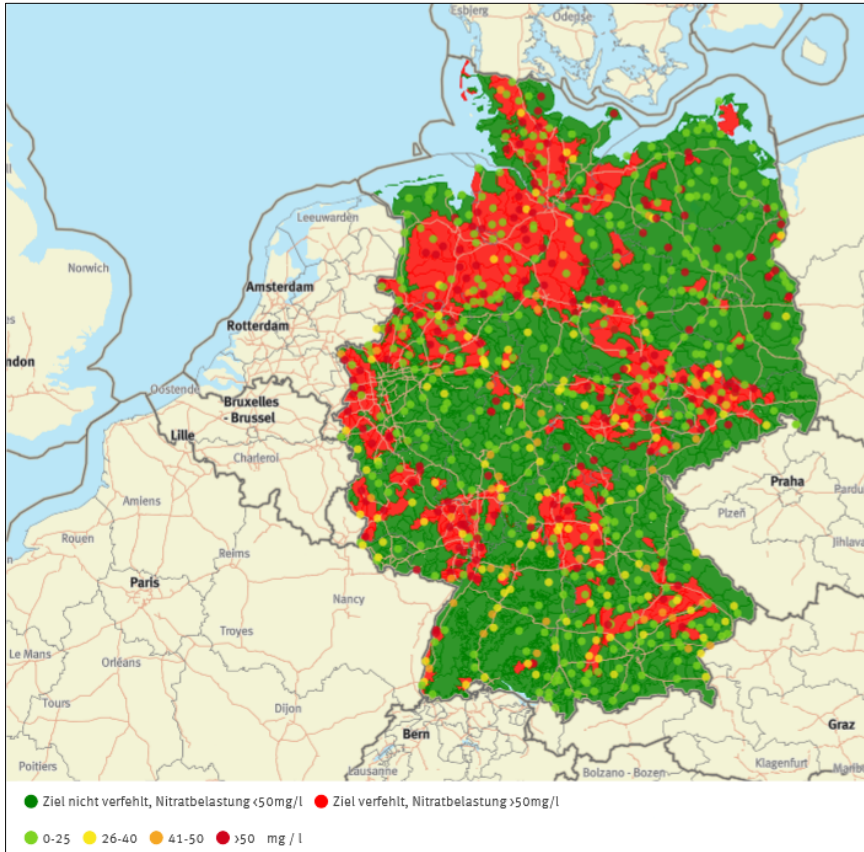 Esbjerg
Odense
Leeuwarden
Norwich
Amsterdam
Rotterdam
ndon
Oostende
Bruxelles
- Brussel
Lille
Charleroi
Praha
Pardu
Amiens
Plzeň
Jihlava
Rouen
Reims
Paris
Nancy
Le Mans
Troyes
Orléans
Tours
Dijon
Bern
Graz
Poitiers
Lausanne
Bolzano - Bozen
Klagenfurt
Marib
Ziel nicht verfehlt, Nitratbelastung <50mg/l Ziel verfehlt, Nitratbelastung >50mg/l
0-25 26-40 41-50 >50 mg / l